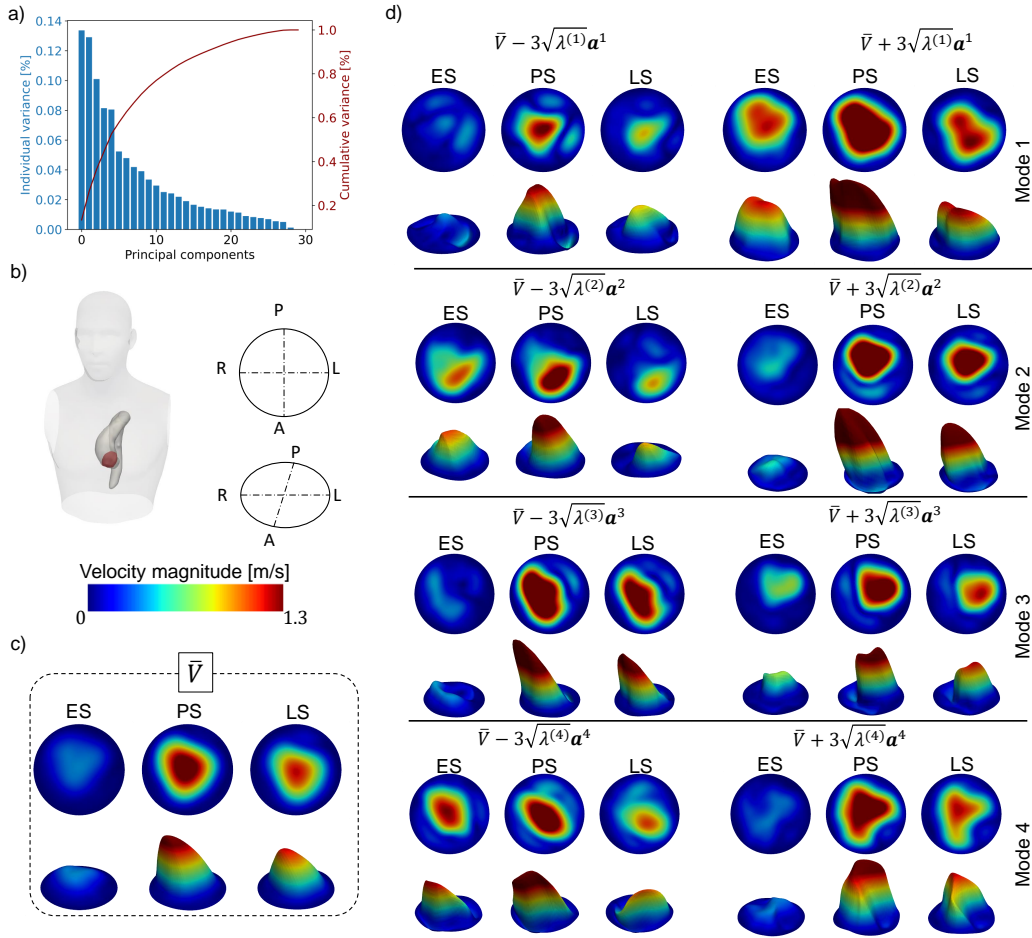 a)
0.14
0.12
0.10
0.08
0.06
0.04
0.02
0.00
Individual variance [%]
0
10
20
30
Principal components
1.0
0.8
0.6
0.4
0.2
Cumulative variance [%]
b)
P
R L
A
P
R L
A
Velocity magnitude [m/s]
0 1.3
c)
V̄
ES PS LS
d)
V̄ − 3√λ⁽¹⁾a¹ V̄ + 3√λ⁽¹⁾a¹
ES PS LS ES PS LS
Mode 1
V̄ − 3√λ⁽²⁾a² V̄ + 3√λ⁽²⁾a²
ES PS LS ES PS LS
Mode 2
V̄ − 3√λ⁽³⁾a³ V̄ + 3√λ⁽³⁾a³
ES PS LS ES PS LS
Mode 3
V̄ − 3√λ⁽⁴⁾a⁴ V̄ + 3√λ⁽⁴⁾a⁴
ES PS LS ES PS LS
Mode 4